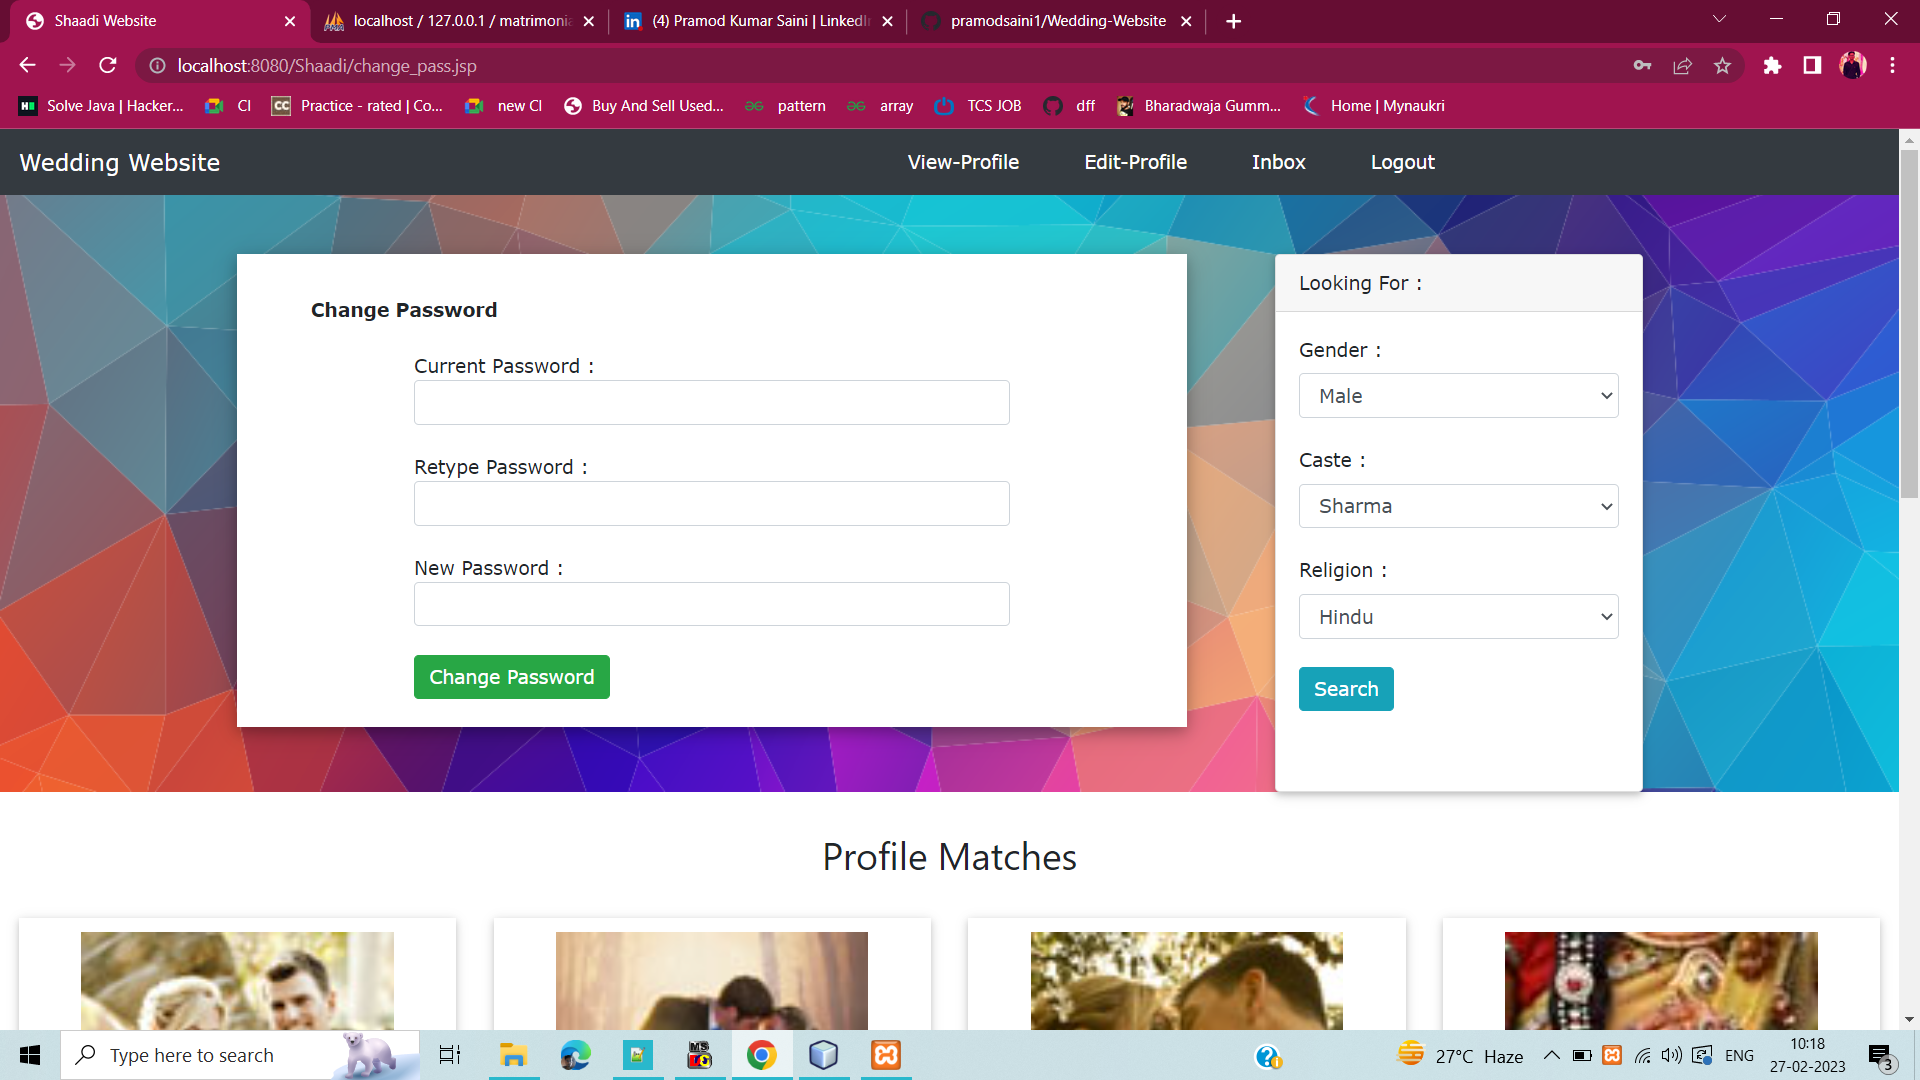 Shaadi Website
localhost / 127.0.0.1 / matrimonia
(4) Pramod Kumar Saini | LinkedIn
pramodsaini1/Wedding-Website
localhost:8080/Shaadi/change_pass.jsp
Solve Java | Hacker...
CI
Practice - rated | Co...
new CI
Buy And Sell Used...
pattern
array
TCS JOB
dff
Bharadwaja Gumm...
Home | Mynaukri
Wedding Website
View-Profile
Edit-Profile
Inbox
Logout
Change Password
Current Password :
Retype Password :
New Password :
Change Password
Looking For :
Gender :
Male
Caste :
Sharma
Religion :
Hindu
Search
Profile Matches
Type here to search
27°C Haze
ENG
10:18
27-02-2023
3